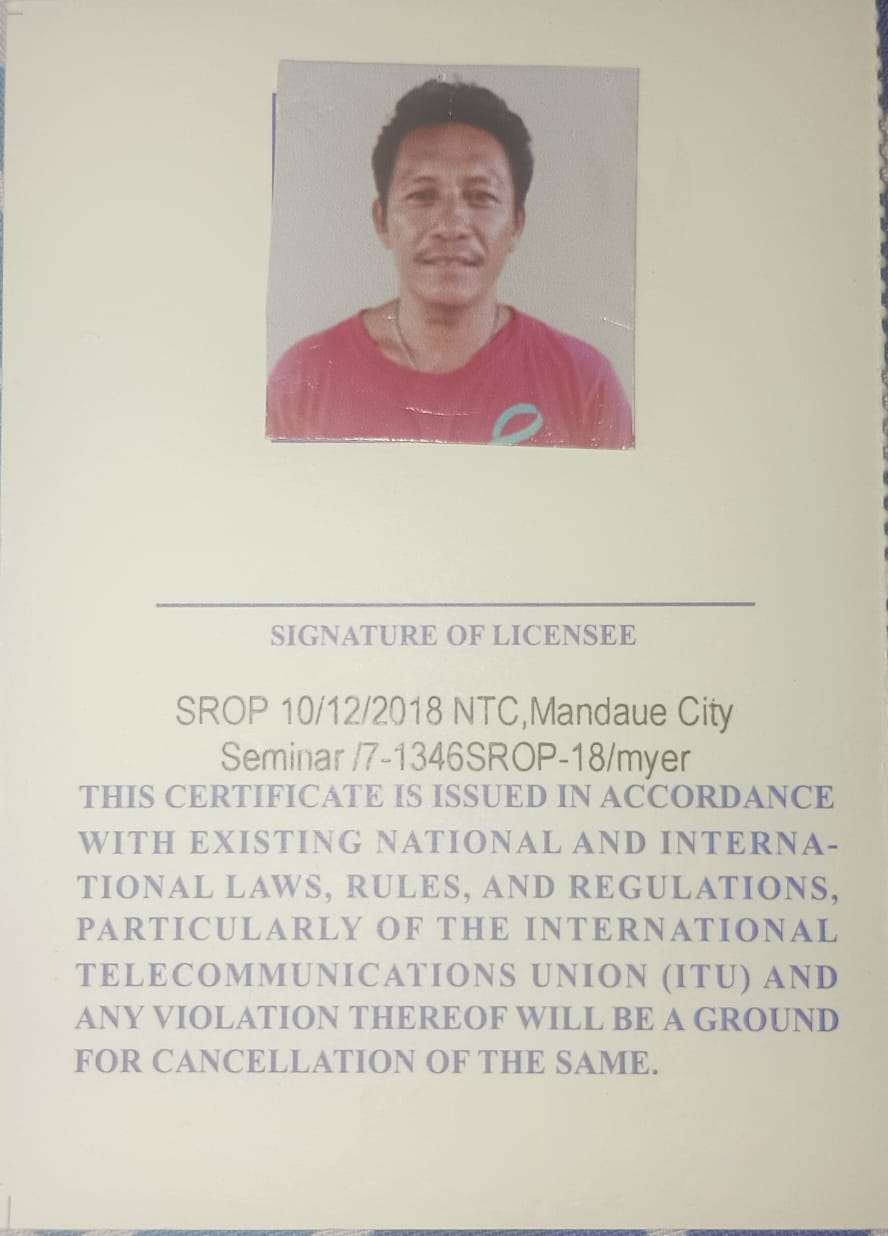 SIGNATURE OF LICENSEE
SROP 10/12/2018 NTC,Mandaue City
Seminar /7-1346SROP-18/myer
THIS CERTIFICATE IS ISSUED IN ACCORDANCE
WITH EXISTING NATIONAL AND INTERNA-
TIONAL LAWS, RULES, AND REGULATIONS,
PARTICULARLY OF THE INTERNATIONAL
TELECOMMUNICATIONS UNION (ITU) AND
ANY VIOLATION THEREOF WILL BE A GROUND
FOR CANCELLATION OF THE SAME.